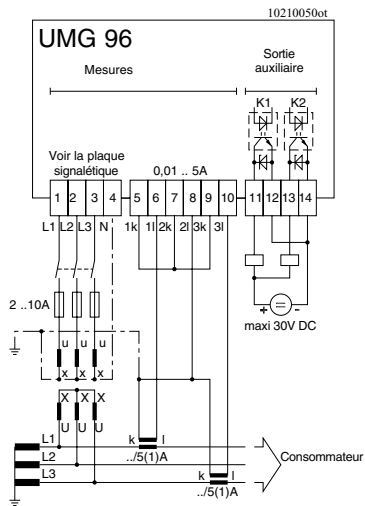 10210050ot
UMG 96
Mesures
Sortie
auxiliaire
K1 K2
Voir la plaque
signalétique
0,01 .. 5A
1 2 3 4 5 6 7 8 9 10 11 12 13 14
L1 L2 L3 N 1k 1l 2k 2l 3k 3l
2 ..10A
+ = -
maxi 30V DC
u u u
x x x
X X X
U U U
L1
L2
L3
k l
../5(1)A
k l
../5(1)A
Consommateur